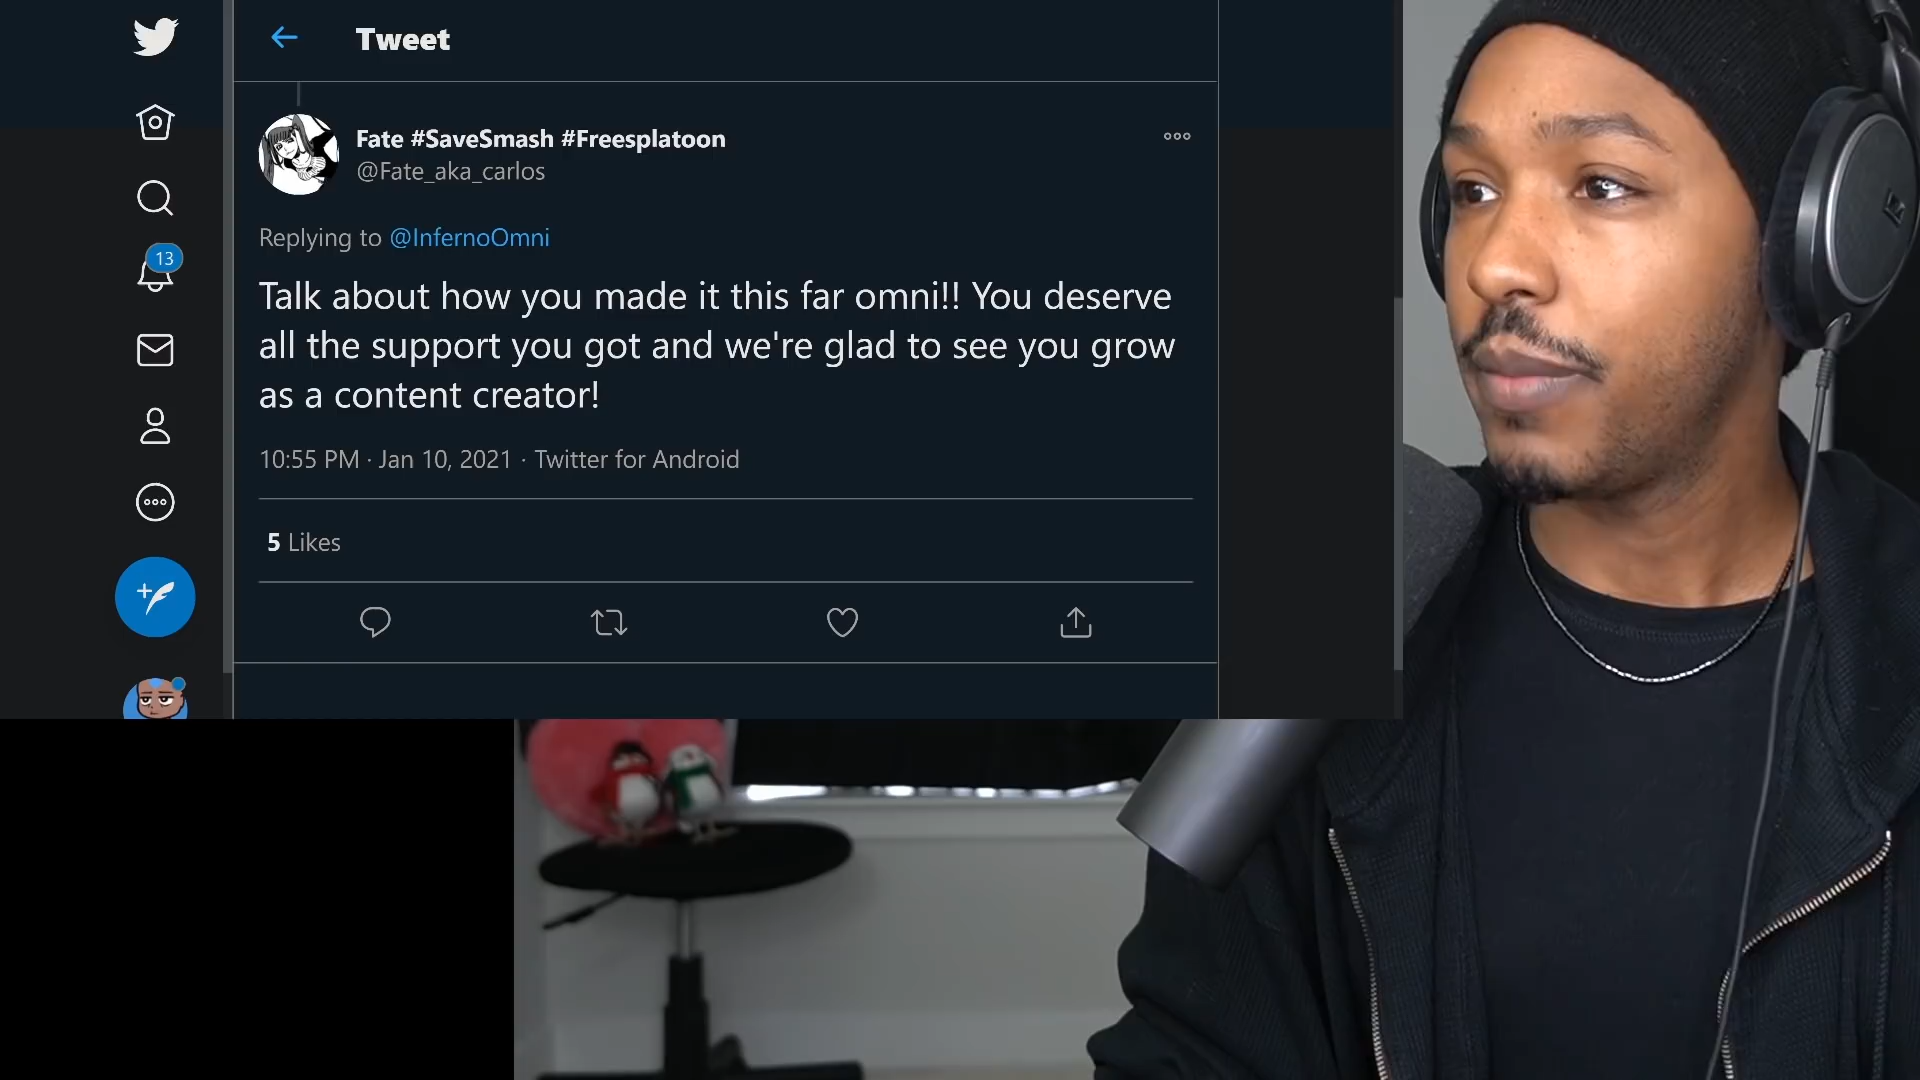 Tweet
Fate #SaveSmash #Freesplatoon
@Fate_aka_carlos
Replying to @InfernoOmni
13
Talk about how you made it this far omni!! You deserve
all the support you got and we're glad to see you grow
as a content creator!
10:55 PM · Jan 10, 2021 · Twitter for Android
5 Likes